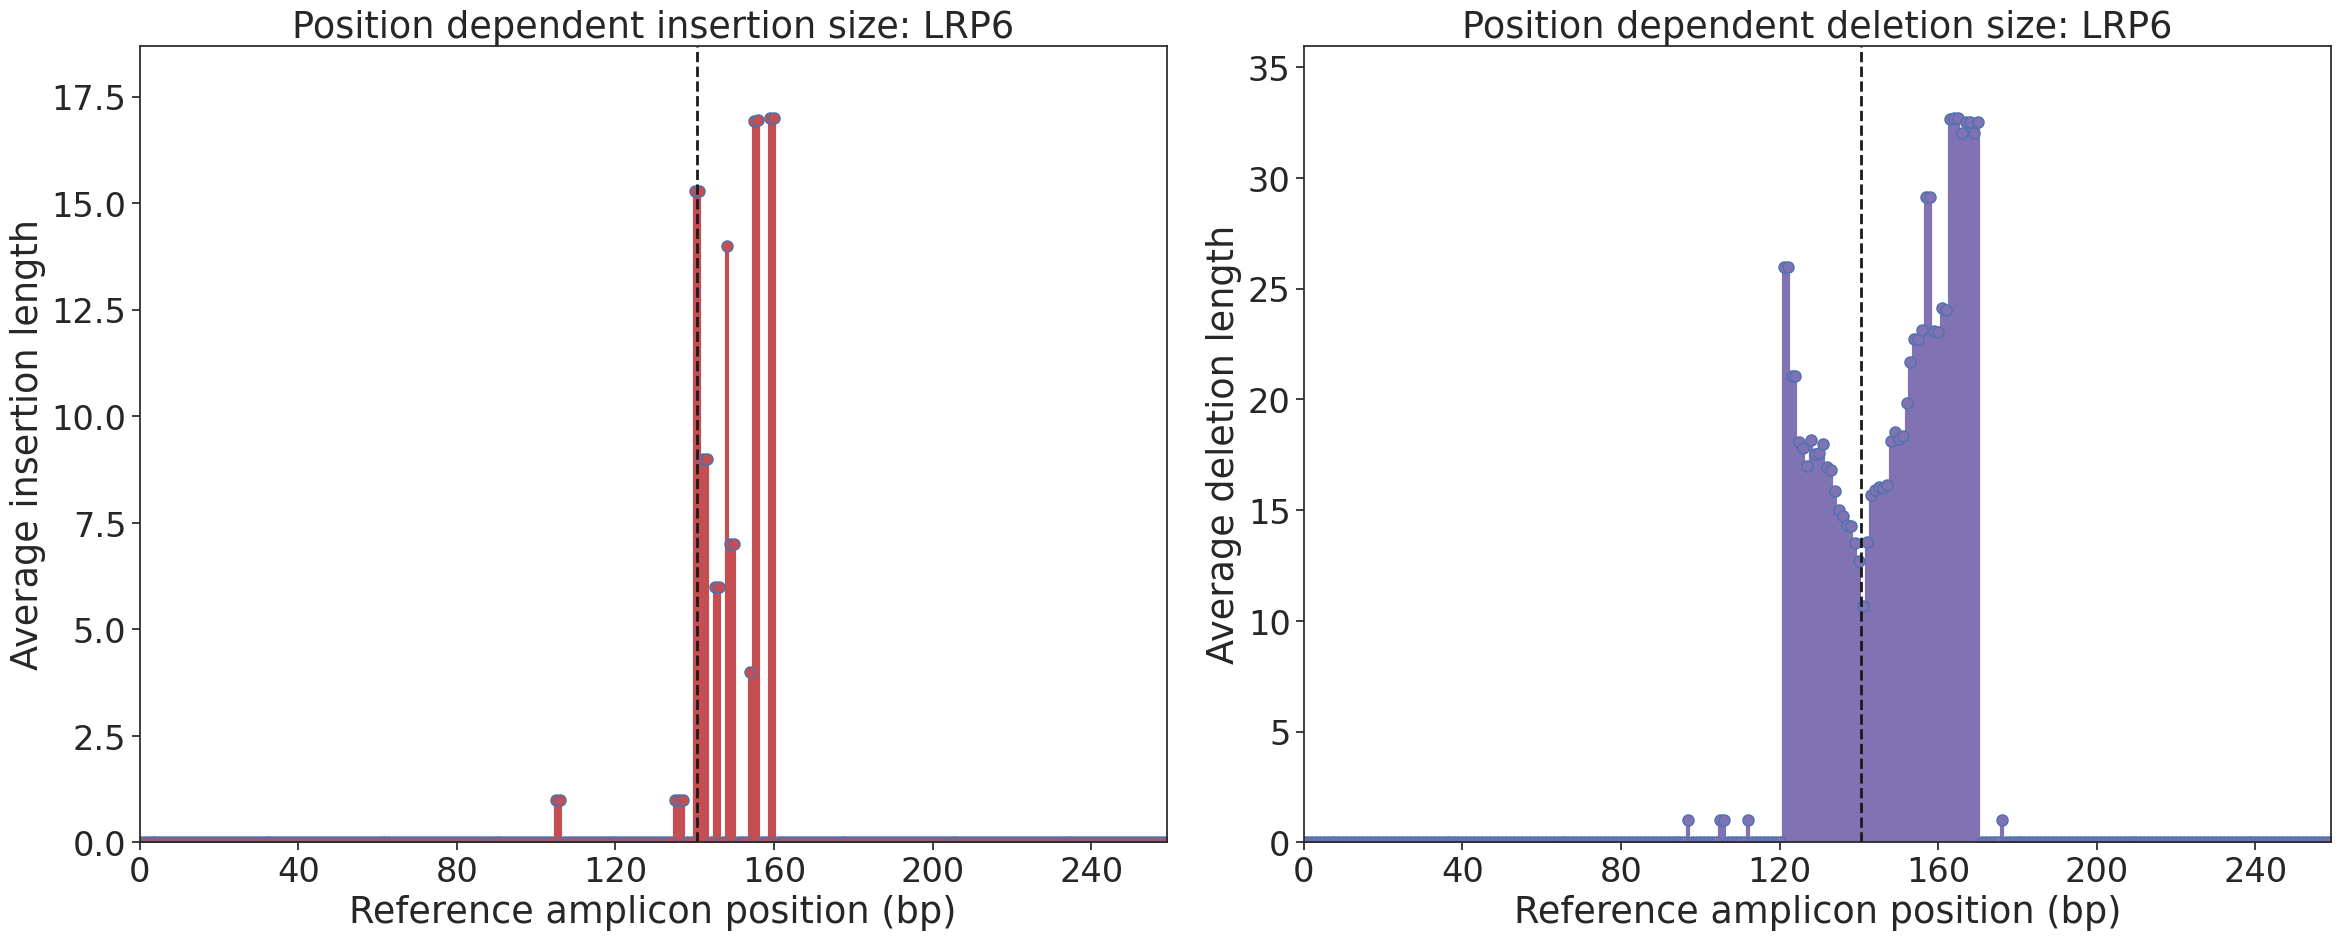 Position dependent insertion size: LRP6
Average insertion length
17.5
15.0
12.5
10.0
7.5
5.0
2.5
0.0
0 40 80 120 160 200 240
Reference amplicon position (bp)
Position dependent deletion size: LRP6
Average deletion length
35
30
25
20
15
10
5
0
0 40 80 120 160 200 240
Reference amplicon position (bp)